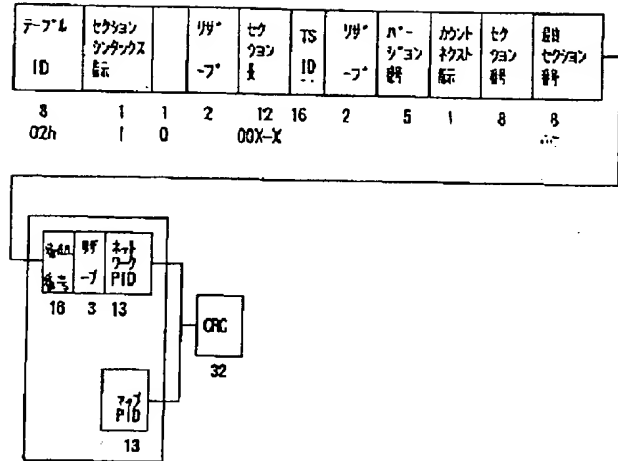 テーブル
ID
セクション
シンタックス
指示
リザ
ーブ
セク
ション
長
TS
ID
リザ
ーブ
バー
ジョン
番号
カウント
ネクスト
指示
セク
ション
番号
最終
セクション
番号
8
1
1
2
12
16
2
5
1
8
8
02h
1
0
00X-X
番号
リザ
ーブ
ネット
ワーク
PID
16
3
13
CRC
32
マップ
PID
13